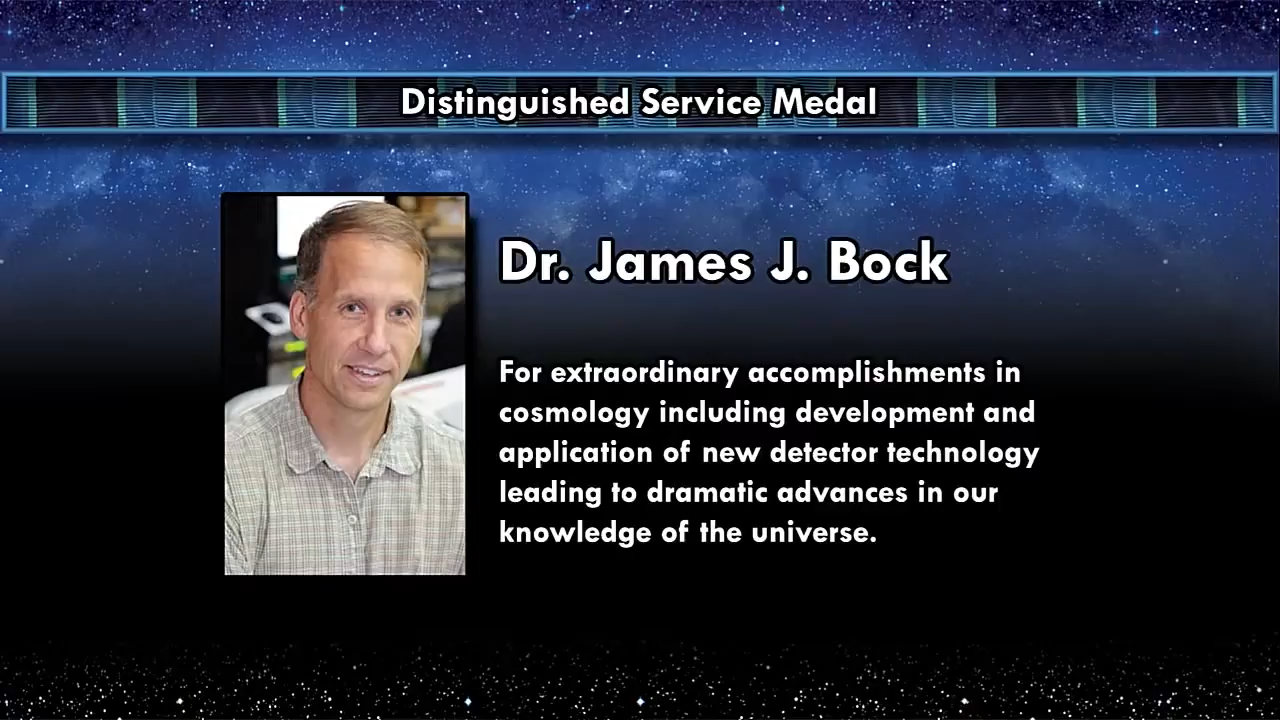 Distinguished Service Medal
Dr. James J. Bock
For extraordinary accomplishments in
cosmology including development and
application of new detector technology
leading to dramatic advances in our
knowledge of the universe.